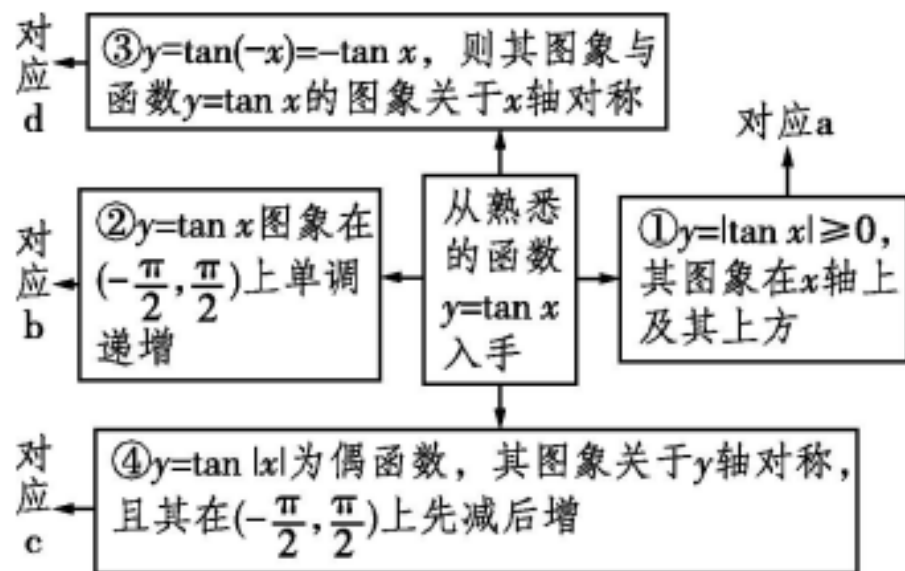 对应d
③y=tan(-x)=-tan x，则其图象与
函数y=tan x的图象关于x轴对称
对应a
对应b
②y=tan x图象在
(-π/2,π/2)上单调
递增
从熟悉
的函数
y=tan x
入手
①y=|tan x|≥0，
其图象在x轴上
及其上方
对应c
④y=tan |x|为偶函数，其图象关于y轴对称，
且其在(-π/2,π/2)上先减后增